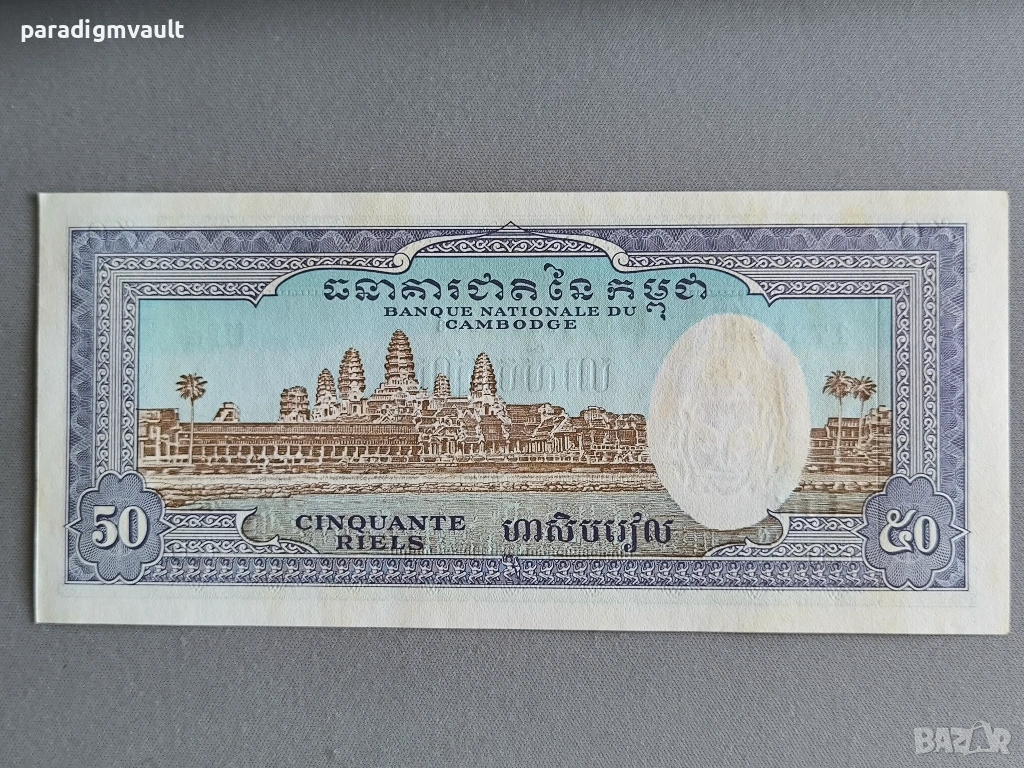 paradigmvault
ធនាគារជាតិនៃកម្ពុជា
BANQUE NATIONALE DU
CAMBODGE
CINQUANTE
RIELS
ហាសិបរៀល
50
៥០
BAZAR